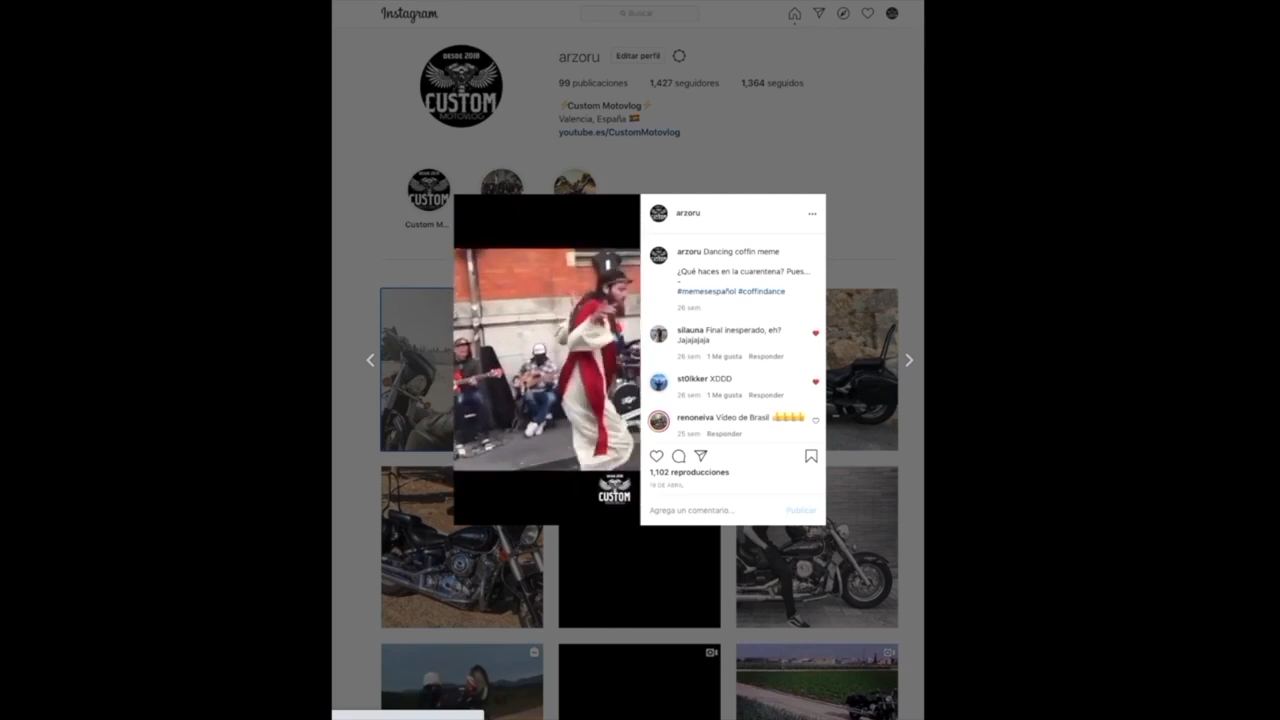 Instagram
Buscar
arzoru
Editar perfil
99 publicaciones 1,427 seguidores 1,364 seguidos
⚡Custom Motovlog⚡
Valencia, España 🇪🇸
youtube.es/CustomMotovlog
DESDE 2018
CUSTOM
MOTOVLOG
CUSTOM
Custom M...
arzoru
arzoru Dancing coffin meme
¿Qué haces en la cuarentena? Pues...
-
#memesespañol #coffindance
26 sem
silauna Final inesperado, eh?
Jajajajaja
26 sem 1 Me gusta Responder
st0lkker XDDD
26 sem 1 Me gusta Responder
renoneiva Vídeo de Brasil 👍👍👍👍
25 sem Responder
1,102 reproducciones
19 DE ABRIL
Agrega un comentario...
Publicar
CUSTOM